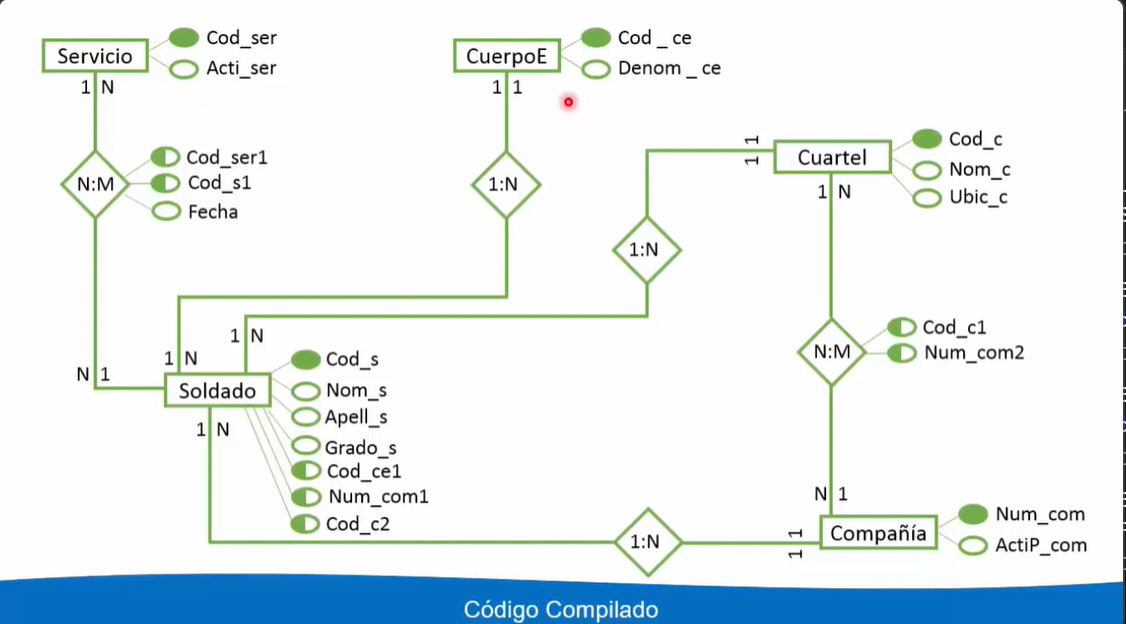 Servicio
Cod_ser
Acti_ser
1 N
Cod_ser1
N:M
Cod_s1
Fecha
N 1
CuerpoE
Cod _ ce
Denom _ ce
1 1
1:N
1 N
Cuartel
Cod_c
Nom_c
Ubic_c
1
1
1:N
1 N
1 N
Cod_c1
N:M
Num_com2
N 1
Soldado
Cod_s
Nom_s
Apell_s
Grado_s
Cod_ce1
Num_com1
Cod_c2
1 N
1:N
1
1
Compañía
Num_com
ActiP_com
Código Compilado